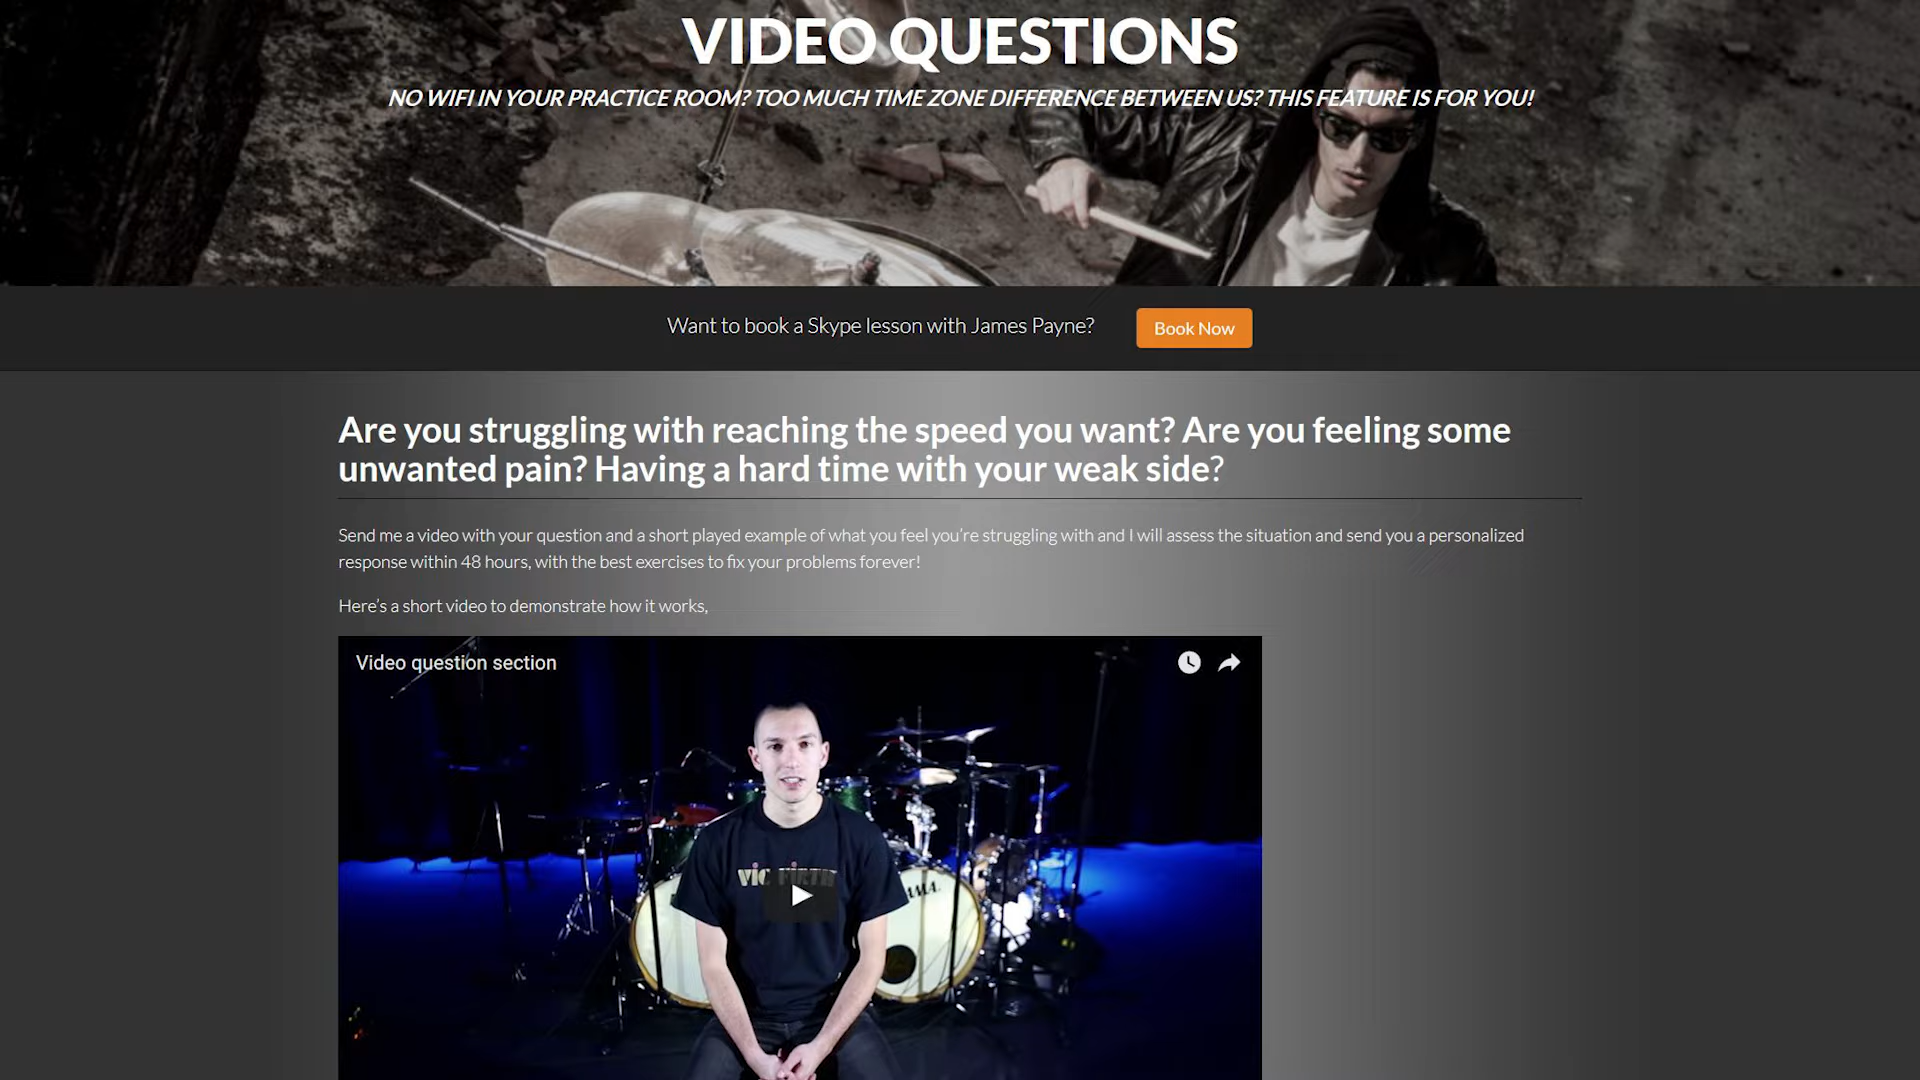 VIDEO QUESTIONS
NO WIFI IN YOUR PRACTICE ROOM? TOO MUCH TIME ZONE DIFFERENCE BETWEEN US? THIS FEATURE IS FOR YOU!
Want to book a Skype lesson with James Payne?
Book Now
Are you struggling with reaching the speed you want? Are you feeling some
unwanted pain? Having a hard time with your weak side?
Send me a video with your question and a short played example of what you feel you’re struggling with and I will assess the situation and send you a personalized
response within 48 hours, with the best exercises to fix your problems forever!
Here’s a short video to demonstrate how it works,
Video question section
VIC FIRTH